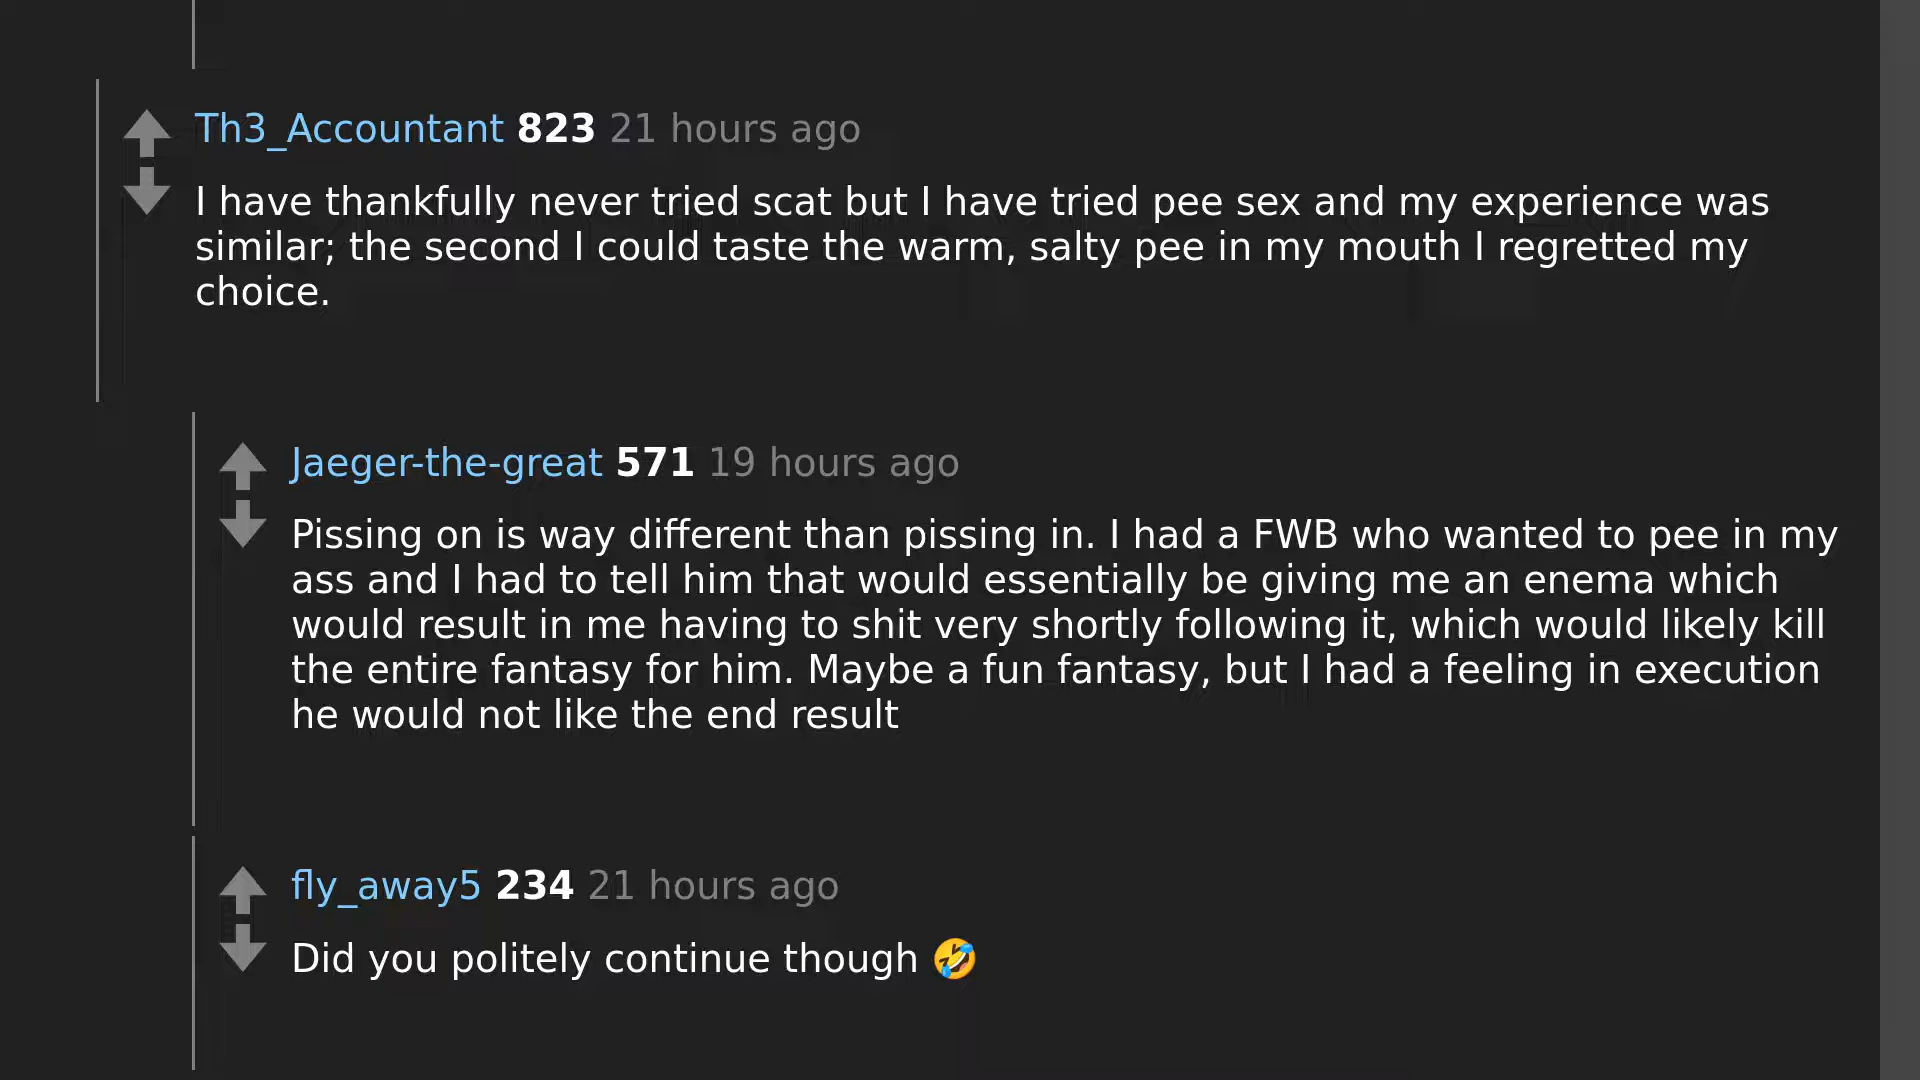 Th3_Accountant 823 21 hours ago
I have thankfully never tried scat but I have tried pee sex and my experience was
similar; the second I could taste the warm, salty pee in my mouth I regretted my
choice.
Jaeger-the-great 571 19 hours ago
Pissing on is way different than pissing in. I had a FWB who wanted to pee in my
ass and I had to tell him that would essentially be giving me an enema which
would result in me having to shit very shortly following it, which would likely kill
the entire fantasy for him. Maybe a fun fantasy, but I had a feeling in execution
he would not like the end result
fly_away5 234 21 hours ago
Did you politely continue though 🤣